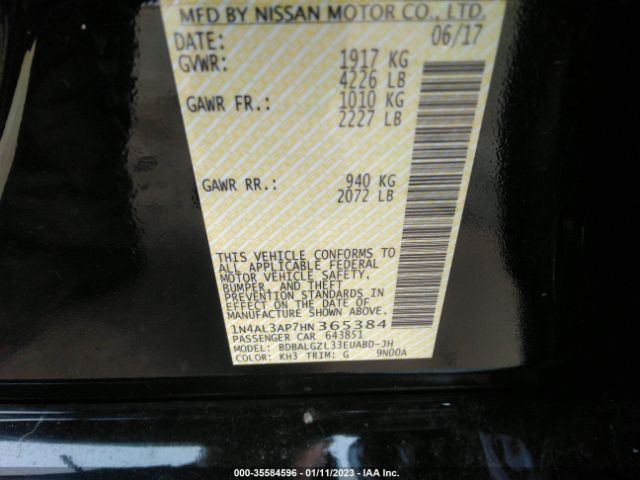 MFD BY NISSAN MOTOR CO., LTD.
DATE: 06/17
GVWR: 1917 KG
4226 LB
GAWR FR.: 1010 KG
2227 LB
GAWR RR.: 940 KG
2072 LB
THIS VEHICLE CONFORMS TO
ALL APPLICABLE FEDERAL
MOTOR VEHICLE SAFETY,
BUMPER, AND THEFT
PREVENTION STANDARDS IN
EFFECT ON THE DATE OF
MANUFACTURE SHOWN ABOVE.
1N4AL3AP7HN365384
PASSENGER CAR 643851
MODEL: BDBALGZL33EUABD-JH
COLOR: KH3 TRIM: G 9N00A
000-35584596 - 01/11/2023 - IAA Inc.